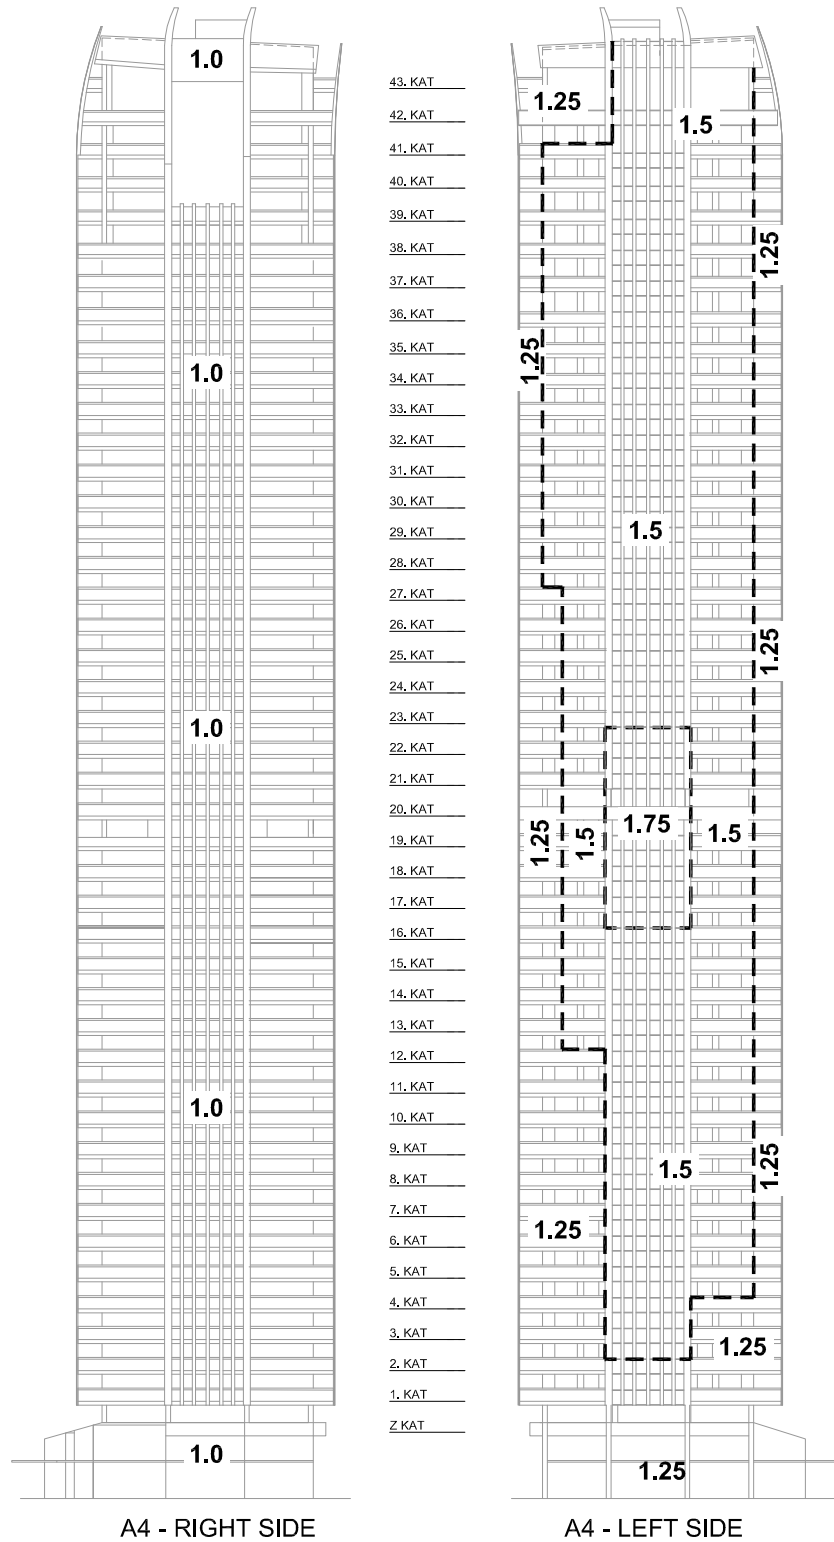 1.0
43. KAT
1.25
42. KAT
1.5
41. KAT
40. KAT
39. KAT
38. KAT
1.25
37. KAT
36. KAT
35. KAT
1.25
1.0
34. KAT
33. KAT
32. KAT
31. KAT
30. KAT
29. KAT
1.5
28. KAT
27. KAT
26. KAT
25. KAT
1.25
24. KAT
23. KAT
1.0
22. KAT
21. KAT
20. KAT
1.75
19. KAT
1.25
1.5
1.5
18. KAT
17. KAT
16. KAT
15. KAT
14. KAT
13. KAT
12. KAT
11. KAT
1.0
10. KAT
9. KAT
1.5
1.25
8. KAT
7. KAT
1.25
6. KAT
5. KAT
4. KAT
3. KAT
1.25
2. KAT
1. KAT
Z KAT
1.0
1.25
A4 - RIGHT SIDE
A4 - LEFT SIDE